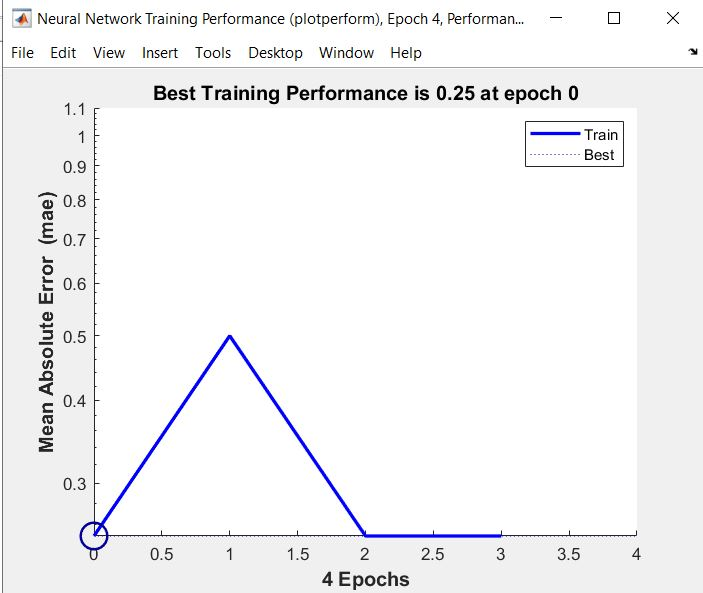 Neural Network Training Performance (plotperform), Epoch 4, Performan...
File Edit View Insert Tools Desktop Window Help
Best Training Performance is 0.25 at epoch 0
Mean Absolute Error (mae)
1.1
1
0.9
0.8
0.7
0.6
0.5
0.4
0.3
Train
Best
0 0.5 1 1.5 2 2.5 3 3.5 4
4 Epochs